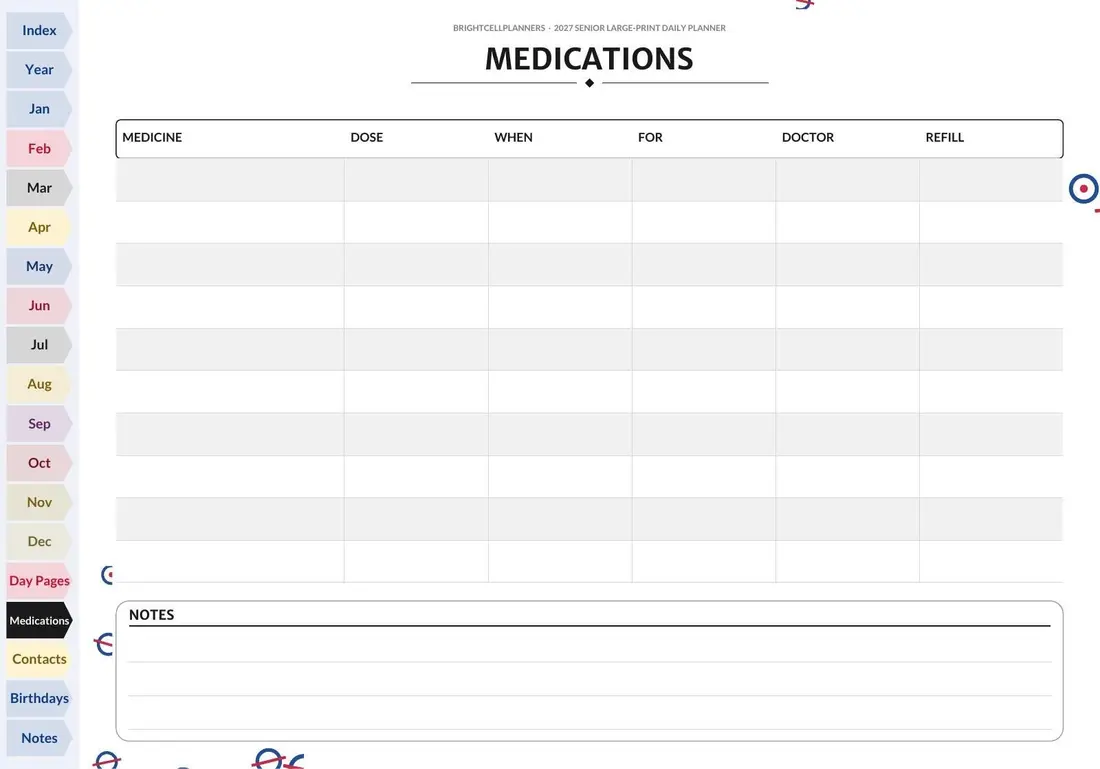 Index
Year
Jan
Feb
Mar
Apr
May
Jun
Jul
Aug
Sep
Oct
Nov
Dec
Day Pages
Medications
Contacts
Birthdays
Notes
BRIGHTCELLPLANNERS · 2027 SENIOR LARGE-PRINT DAILY PLANNER
MEDICATIONS
MEDICINE DOSE WHEN FOR DOCTOR REFILL
NOTES